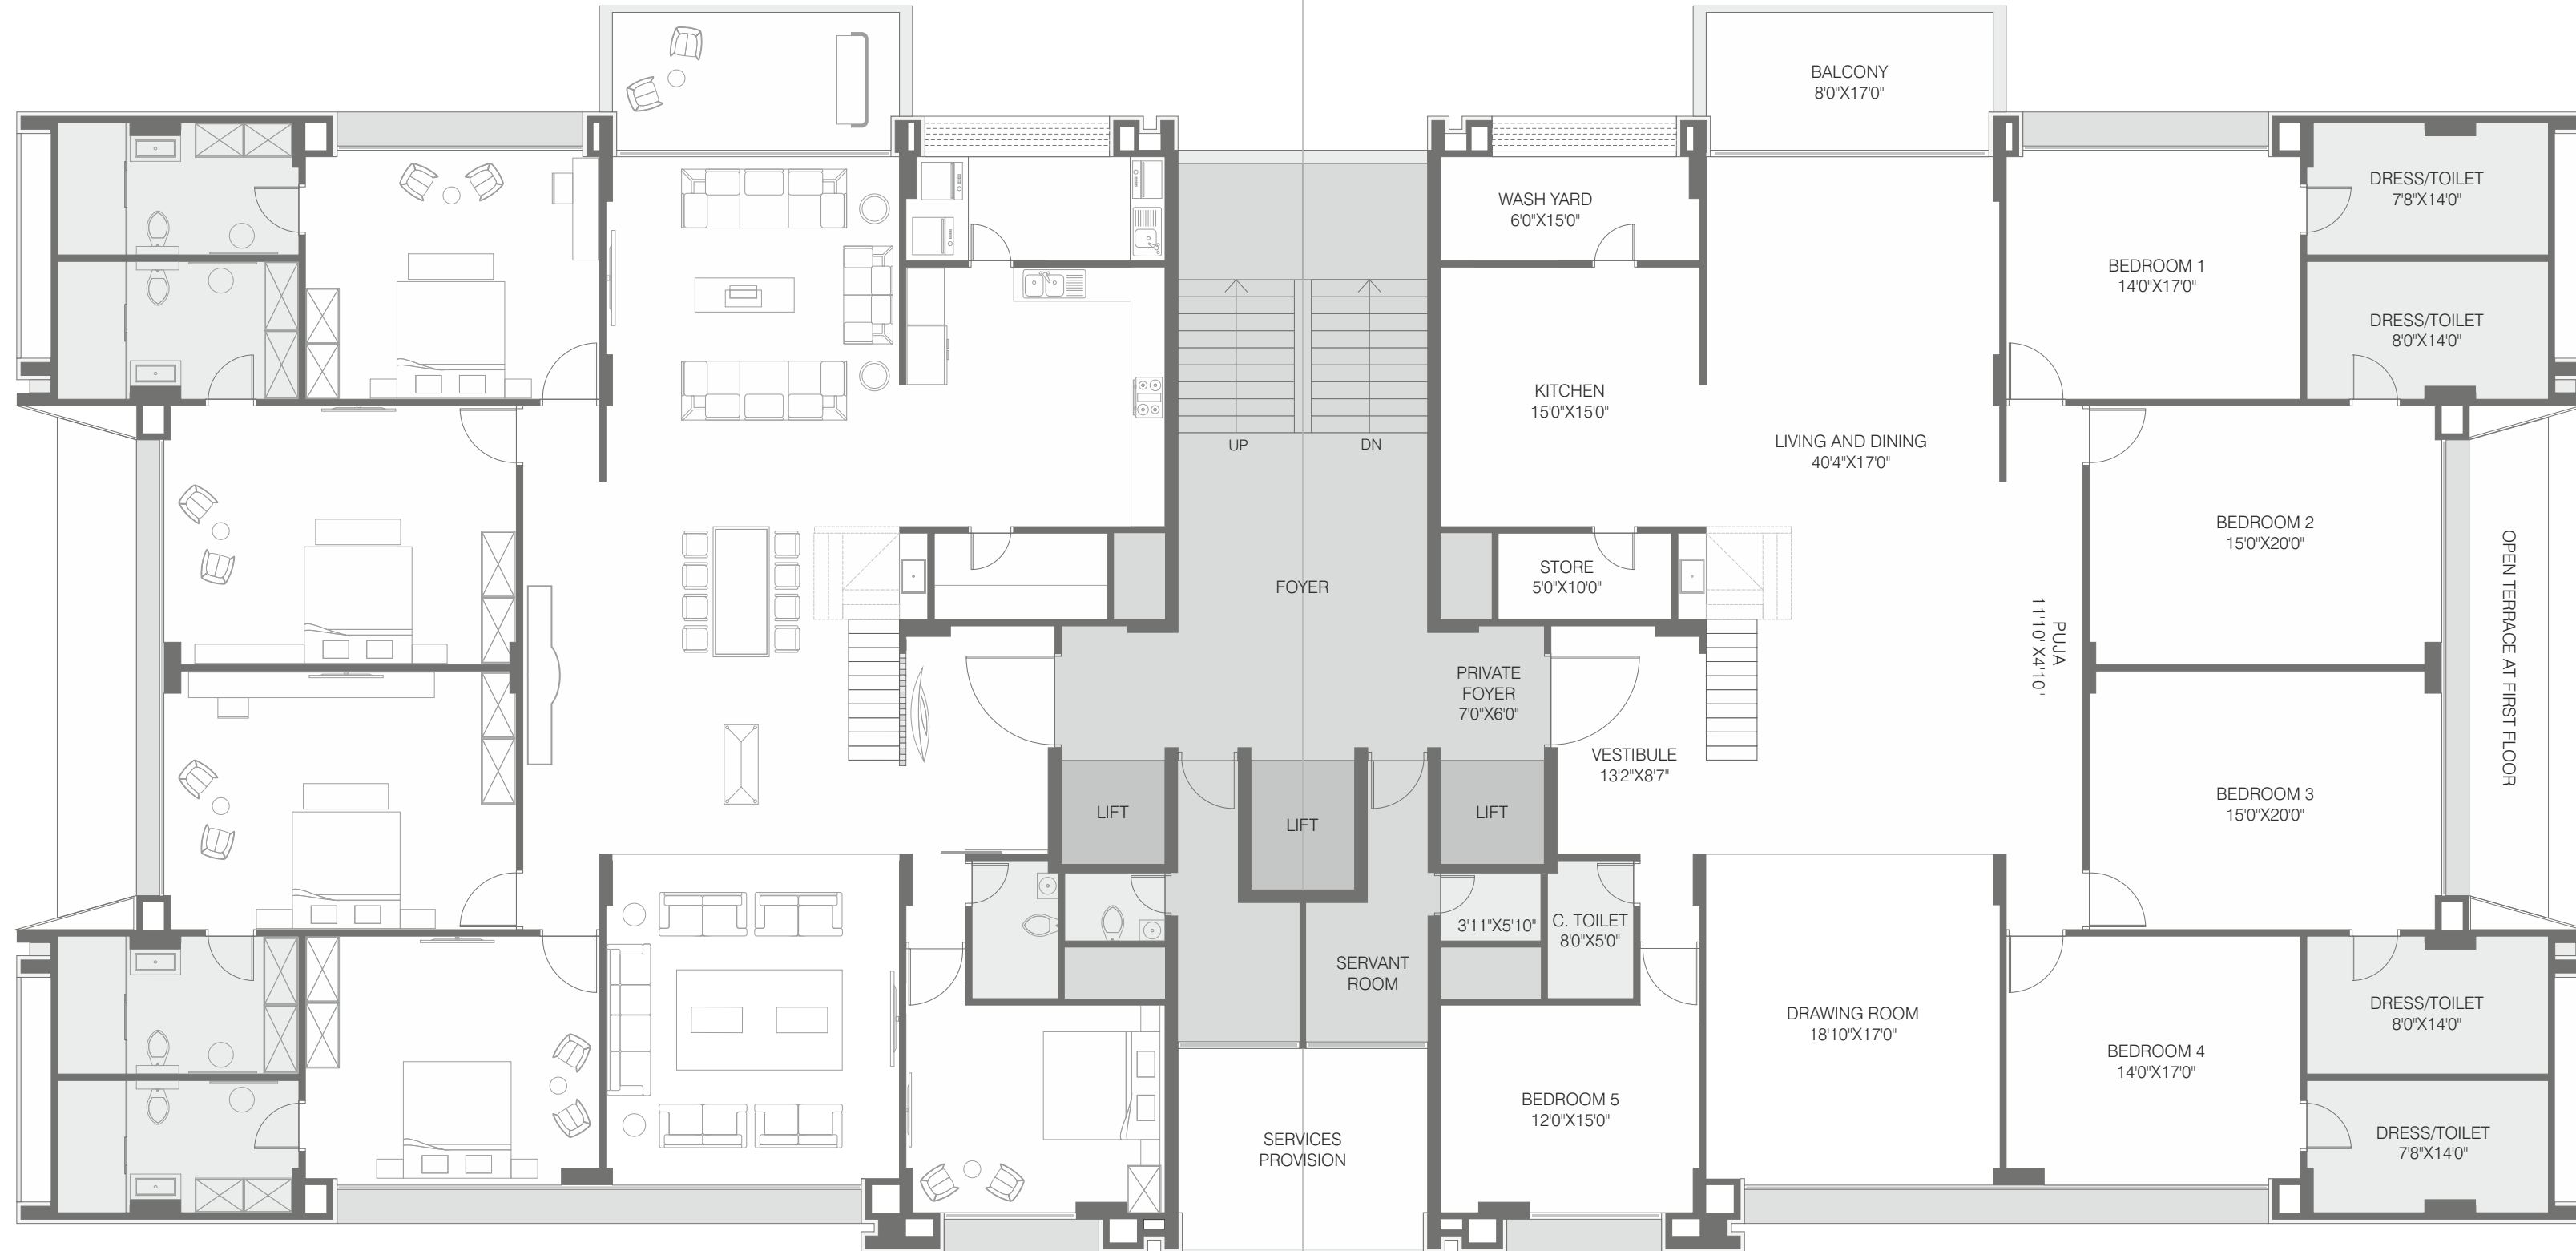 BALCONY
8'0"X17'0"
WASH YARD
6'0"X15'0"
DRESS/TOILET
7'8"X14'0"
BEDROOM 1
14'0"X17'0"
DRESS/TOILET
8'0"X14'0"
KITCHEN
15'0"X15'0"
UP
DN
LIVING AND DINING
40'4"X17'0"
BEDROOM 2
15'0"X20'0"
FOYER
STORE
5'0"X10'0"
OPEN TERRACE AT FIRST FLOOR
PUJA
11'10"X4'10"
PRIVATE
FOYER
7'0"X6'0"
VESTIBULE
13'2"X8'7"
LIFT
LIFT
LIFT
BEDROOM 3
15'0"X20'0"
3'11"X5'10"
C. TOILET
8'0"X5'0"
SERVANT
ROOM
DRAWING ROOM
18'10"X17'0"
DRESS/TOILET
8'0"X14'0"
BEDROOM 4
14'0"X17'0"
BEDROOM 5
12'0"X15'0"
SERVICES
PROVISION
DRESS/TOILET
7'8"X14'0"